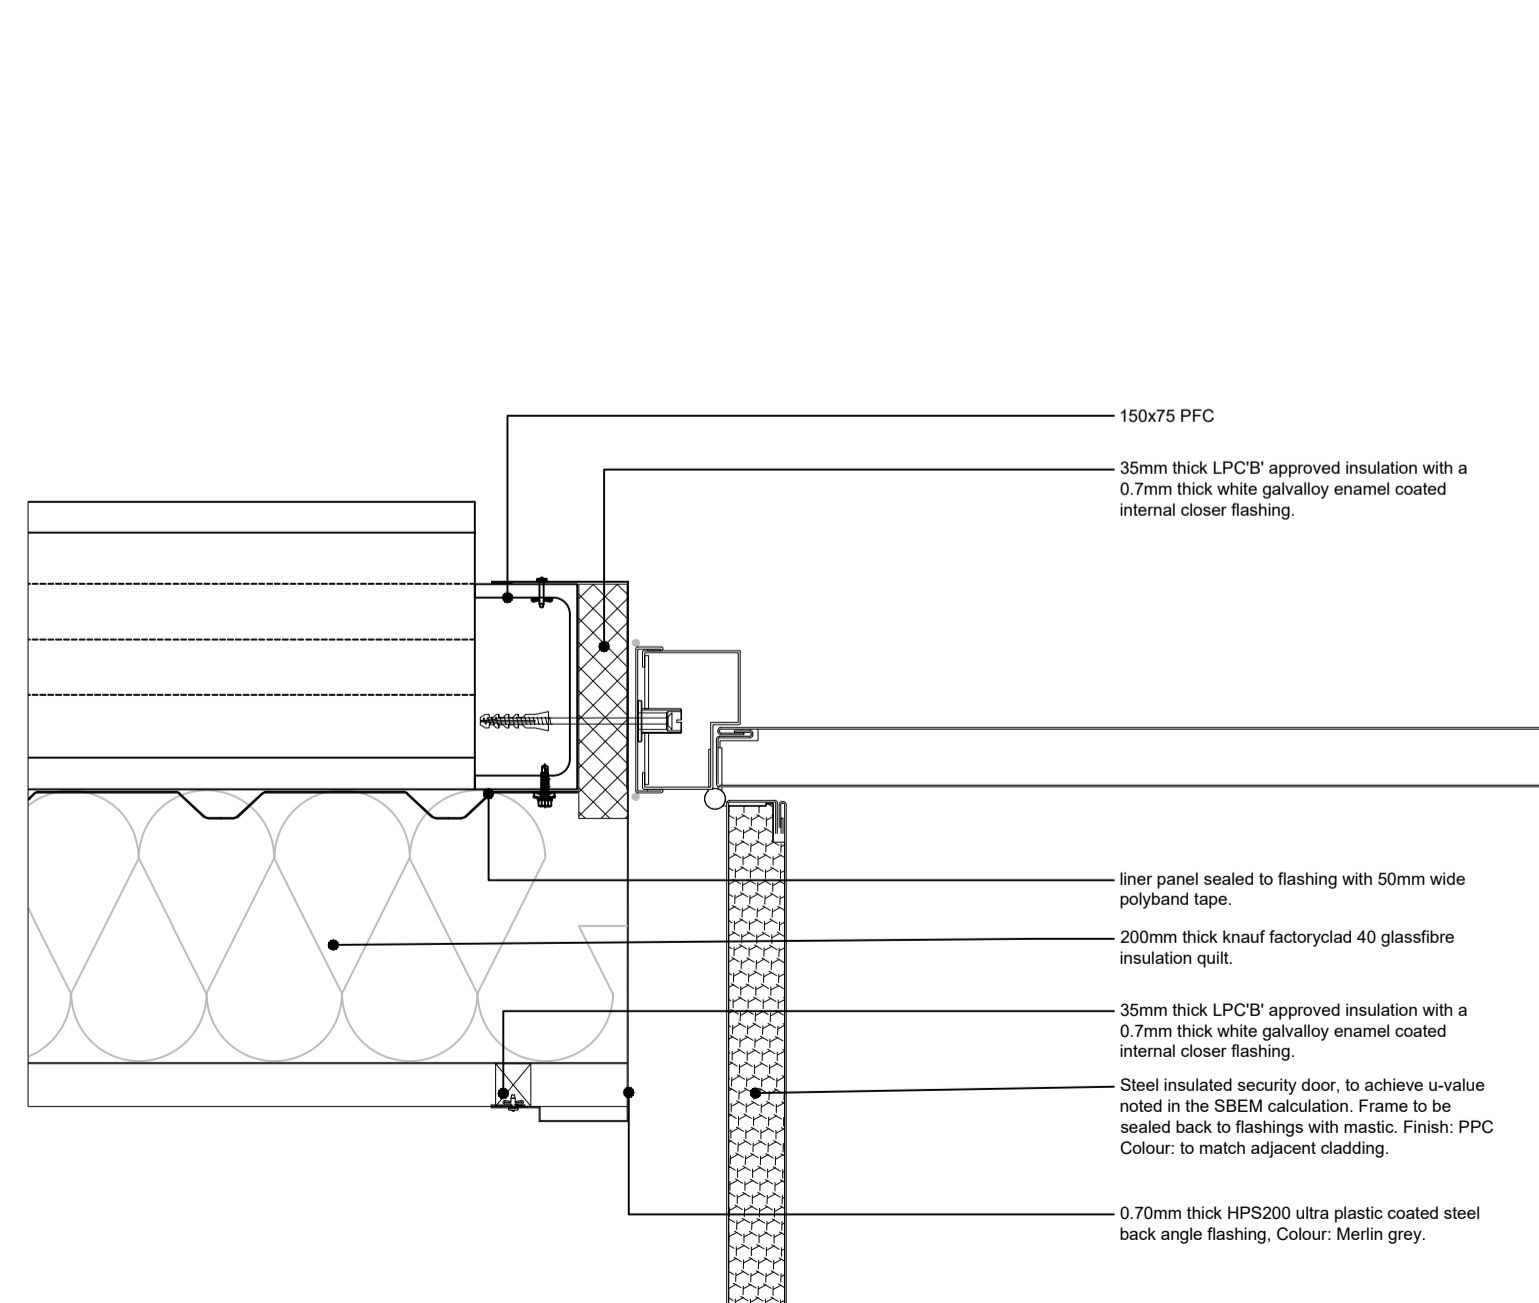 150x75 PFC
35mm thick LPC'B' approved insulation with a
0.7mm thick white galvalloy enamel coated
internal closer flashing.
liner panel sealed to flashing with 50mm wide
polyband tape.
200mm thick knauf factoryclad 40 glassfibre
insulation quilt.
35mm thick LPC'B' approved insulation with a
0.7mm thick white galvalloy enamel coated
internal closer flashing.
Steel insulated security door, to achieve u-value
noted in the SBEM calculation. Frame to be
sealed back to flashings with mastic. Finish: PPC
Colour: to match adjacent cladding.
0.70mm thick HPS200 ultra plastic coated steel
back angle flashing, Colour: Merlin grey.